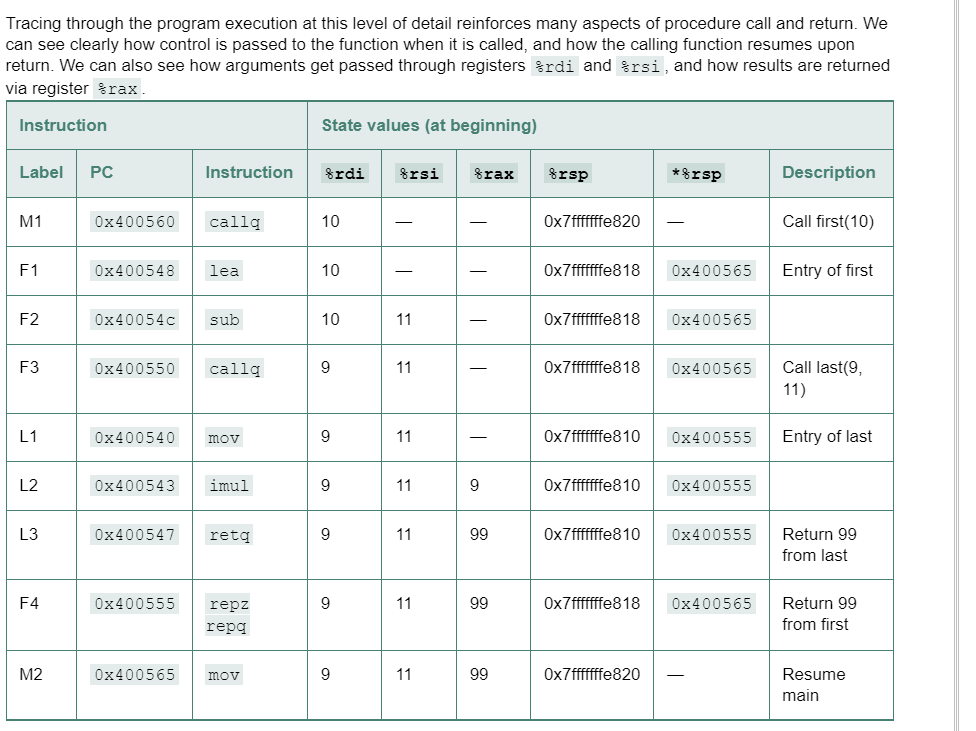 Tracing through the program execution at this level of detail reinforces many aspects of procedure call and return. We
can see clearly how control is passed to the function when it is called, and how the calling function resumes upon
return. We can also see how arguments get passed through registers %rdi and %rsi, and how results are returned
via register %rax.
Instruction State values (at beginning)
Label PC Instruction %rdi %rsi %rax %rsp *%rsp Description
M1 0x400560 callq 10 — — 0x7fffffffe820 — Call first(10)
F1 0x400548 lea 10 — — 0x7fffffffe818 0x400565 Entry of first
F2 0x40054c sub 10 11 — 0x7fffffffe818 0x400565
F3 0x400550 callq 9 11 — 0x7fffffffe818 0x400565 Call last(9,
11)
L1 0x400540 mov 9 11 — 0x7fffffffe810 0x400555 Entry of last
L2 0x400543 imul 9 11 9 0x7fffffffe810 0x400555
L3 0x400547 retq 9 11 99 0x7fffffffe810 0x400555 Return 99
from last
F4 0x400555 repz 9 11 99 0x7fffffffe818 0x400565 Return 99
repq from first
M2 0x400565 mov 9 11 99 0x7fffffffe820 — Resume
main